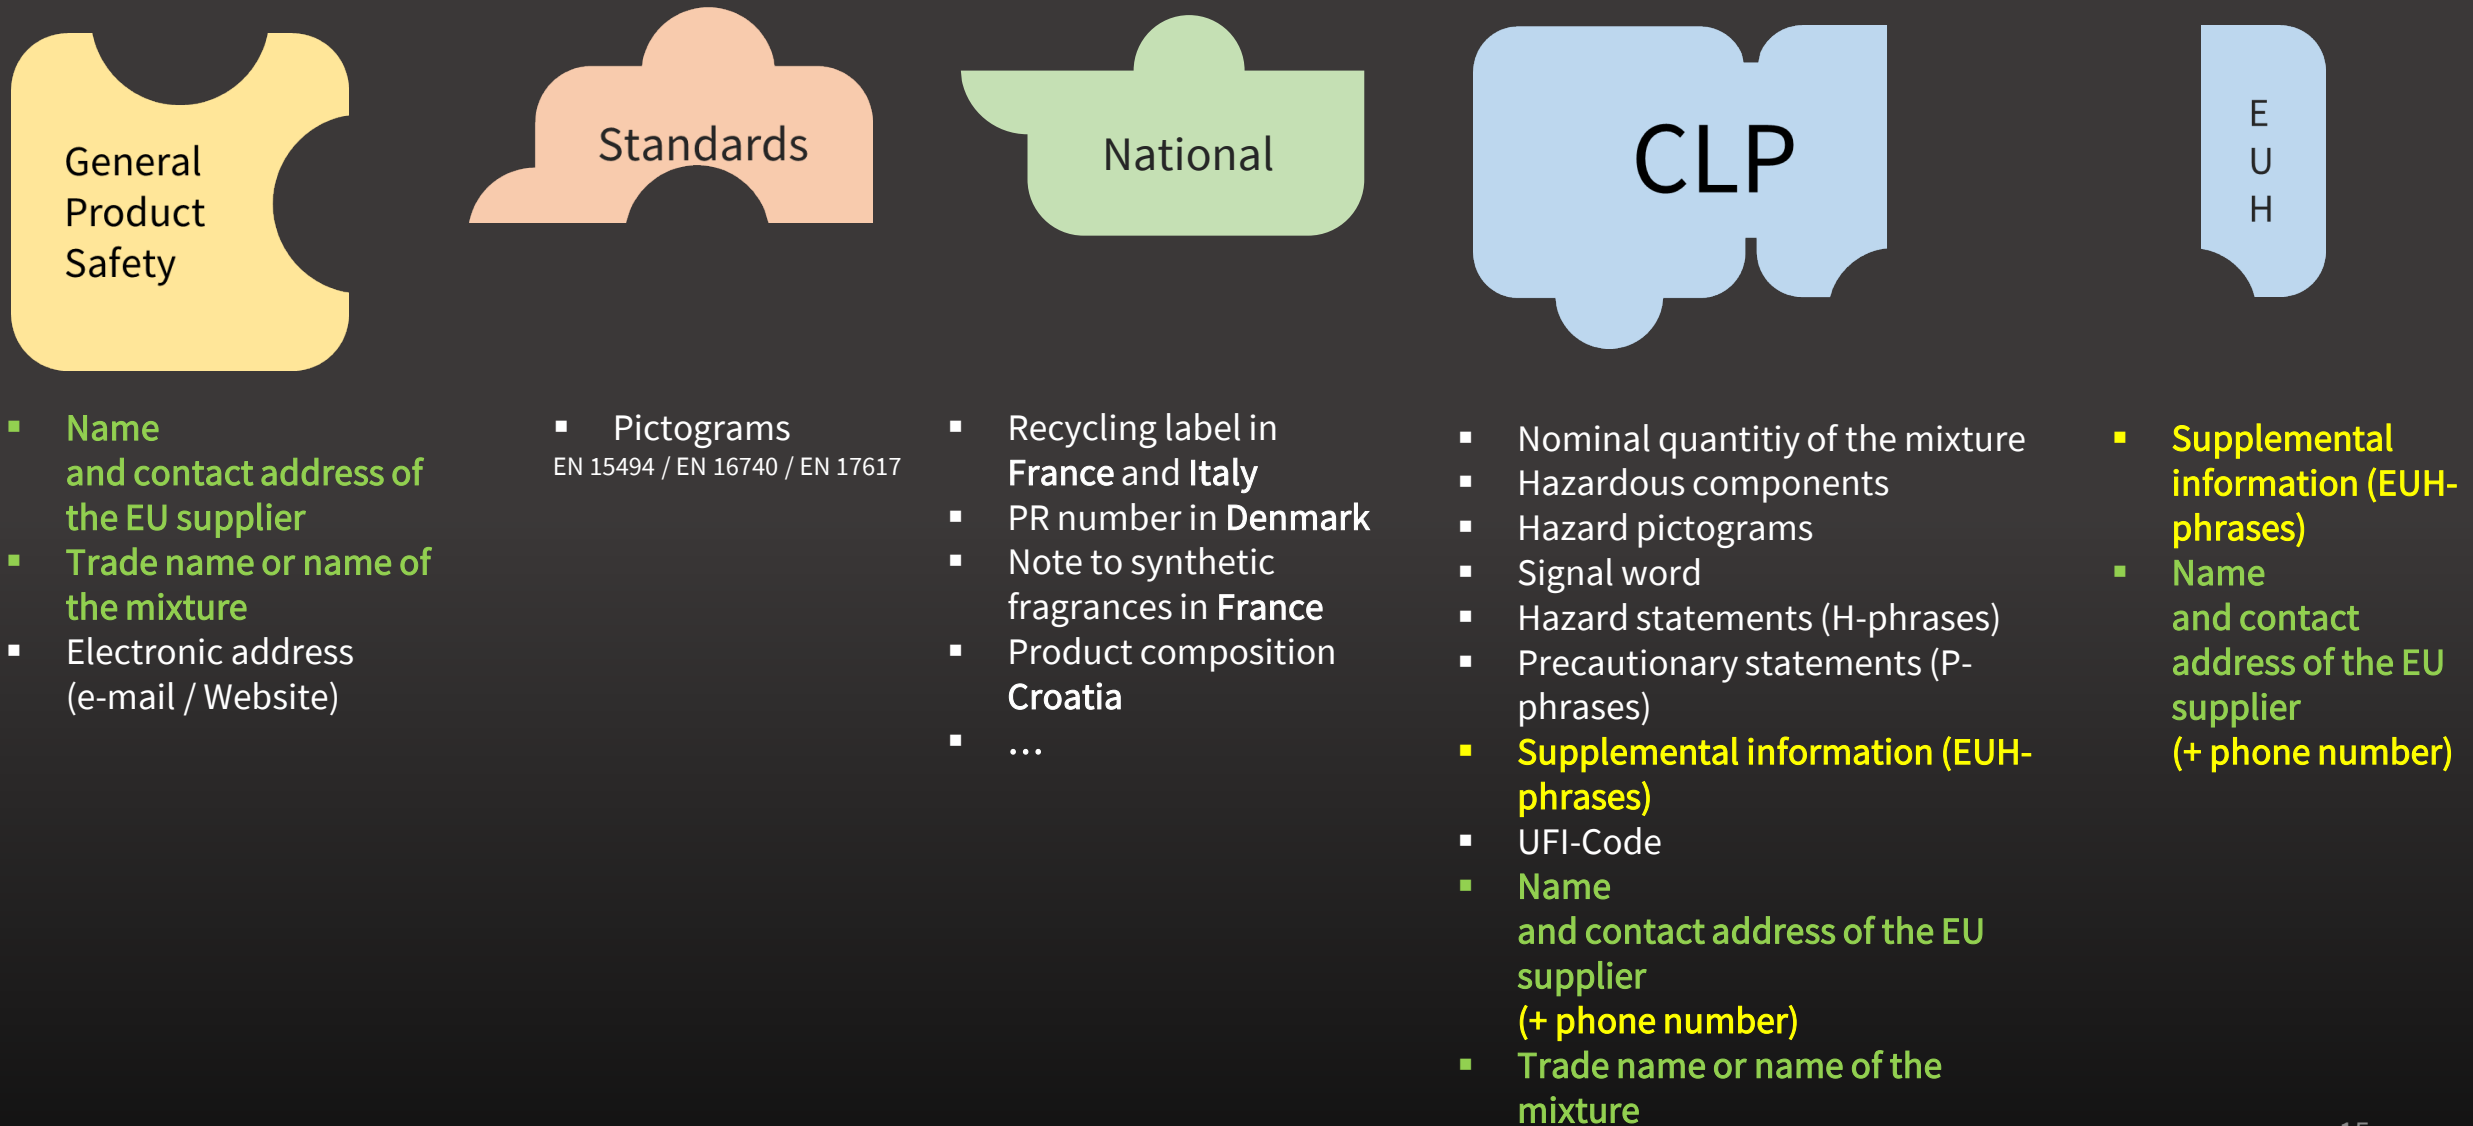 General
Product
Safety
Standards
National
CLP
E
U
H
▪ Name
and contact address of
the EU supplier
▪ Trade name or name of
the mixture
▪ Electronic address
(e-mail / Website)
▪ Pictograms
EN 15494 / EN 16740 / EN 17617
▪ Recycling label in
France and Italy
▪ PR number in Denmark
▪ Note to synthetic
fragrances in France
▪ Product composition
Croatia
▪ ...
▪ Nominal quantitiy of the mixture
▪ Hazardous components
▪ Hazard pictograms
▪ Signal word
▪ Hazard statements (H-phrases)
▪ Precautionary statements (P-
phrases)
▪ Supplemental information (EUH-
phrases)
▪ UFI-Code
▪ Name
and contact address of the EU
supplier
(+ phone number)
▪ Trade name or name of the
mixture
▪ Supplemental
information (EUH-
phrases)
▪ Name
and contact
address of the EU
supplier
(+ phone number)